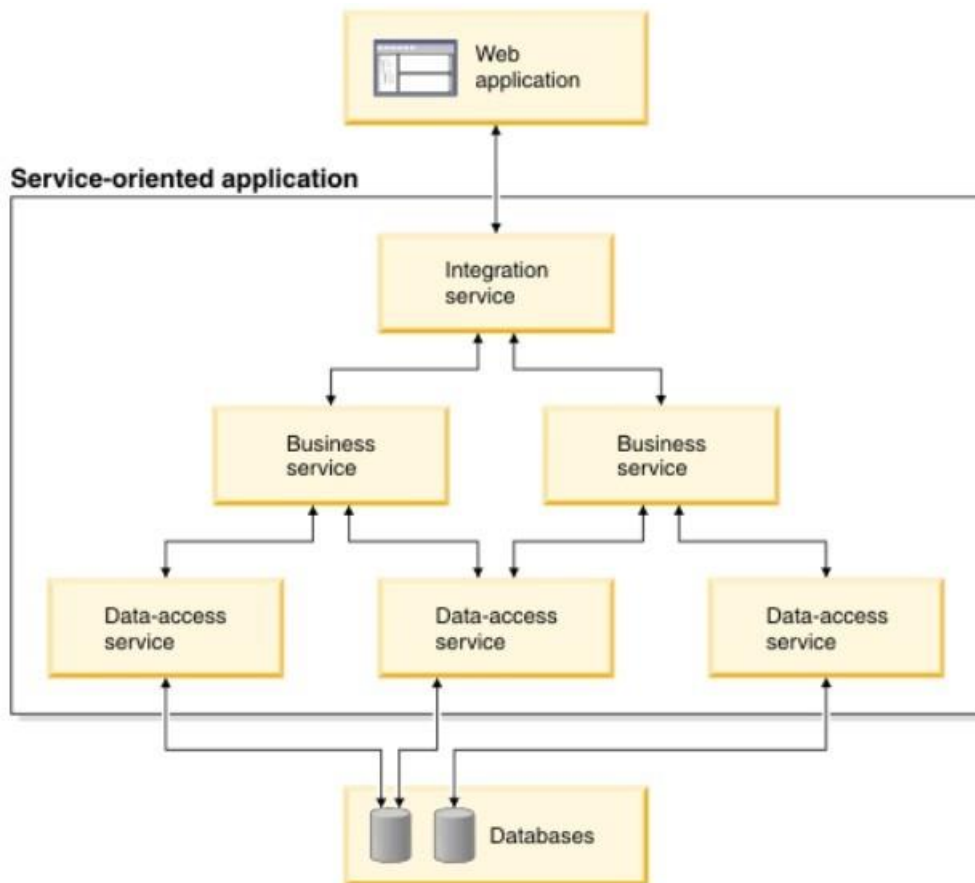 Web
application
Service-oriented application
Integration
service
Business
service
Business
service
Data-access
service
Data-access
service
Data-access
service
Databases